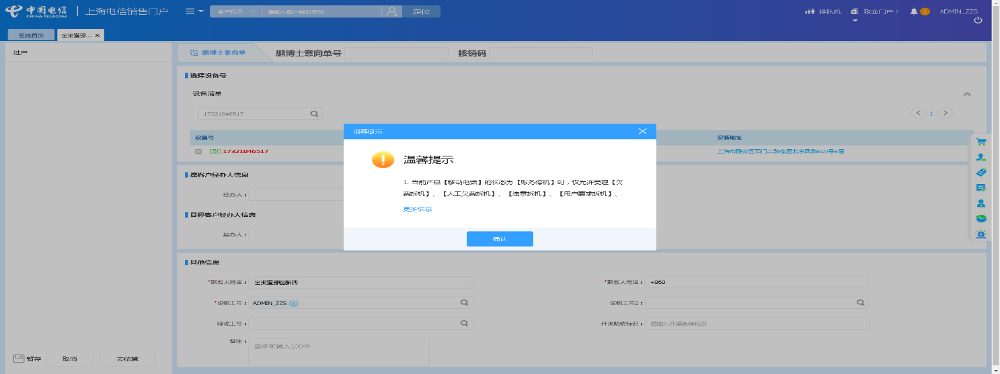 中国电信
CHINA TELECOM
上海电信销售门户
客户标识
请输入客户标识定位
定位
排队机
政企门户>
1
ADMIN_ZZS
系统首页
全渠道变...
过户
鹏博士意向单
鹏博士意向单号
核销码
选择设备号
设备清单
17321046517
1
设备号
安装地址
[副] 17321046517
上海市静安区石门二路街道北京西路819号8层
原客户经办人信息
经办人：
目标客户经办人信息
经办人：
温馨提示
温馨提示
1. 当前产品【移动电话】的状态为【账务停机】时，仅允许受理【欠
费拆机】、【人工欠费拆机】、【违章拆机】、【用户要求拆机】、
更多信息
确认
其他信息
*联系人姓名：
全渠道变验新四
*联系人电话：
+860
*促销工号：
ADMIN_ZZS
促销工号2：
综促工号：
开渠助销标识：
请输入开渠助销标识
备注：
最多可输入100字
暂存
取消
去结算